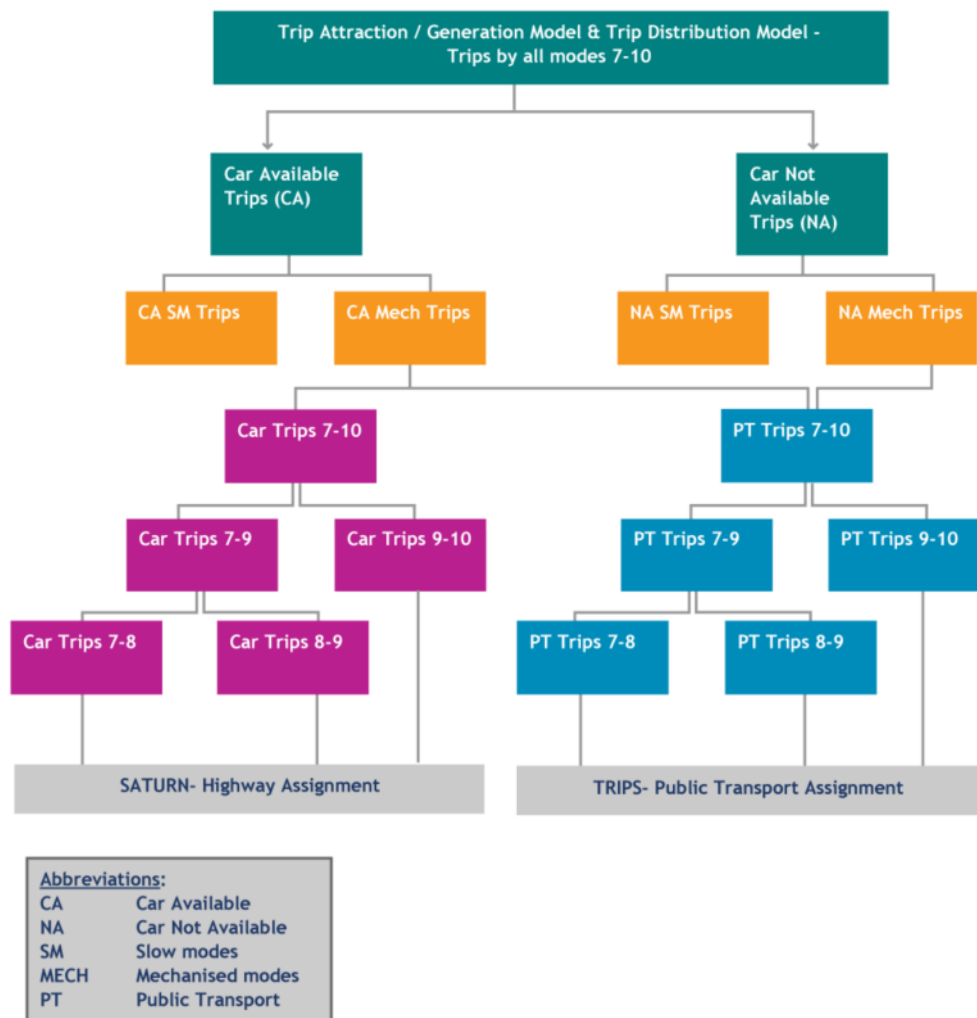 Trip Attraction / Generation Model & Trip Distribution Model -
Trips by all modes 7-10
Car Available
Trips (CA)
Car Not
Available
Trips (NA)
CA SM Trips
CA Mech Trips
NA SM Trips
NA Mech Trips
Car Trips 7-10
PT Trips 7-10
Car Trips 7-9
Car Trips 9-10
PT Trips 7-9
PT Trips 9-10
Car Trips 7-8
Car Trips 8-9
PT Trips 7-8
PT Trips 8-9
SATURN- Highway Assignment
TRIPS- Public Transport Assignment
Abbreviations:
CA Car Available
NA Car Not Available
SM Slow modes
MECH Mechanised modes
PT Public Transport